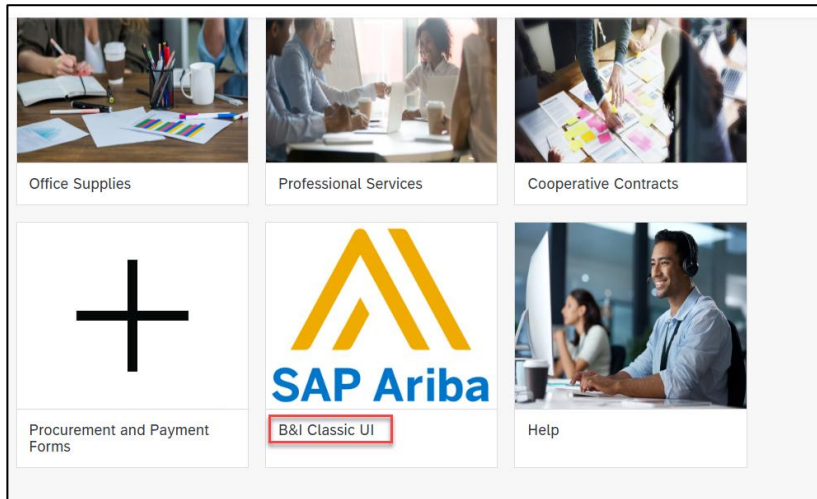 Office Supplies
Professional Services
Cooperative Contracts
SAP Ariba
Procurement and Payment
Forms
B&I Classic UI
Help